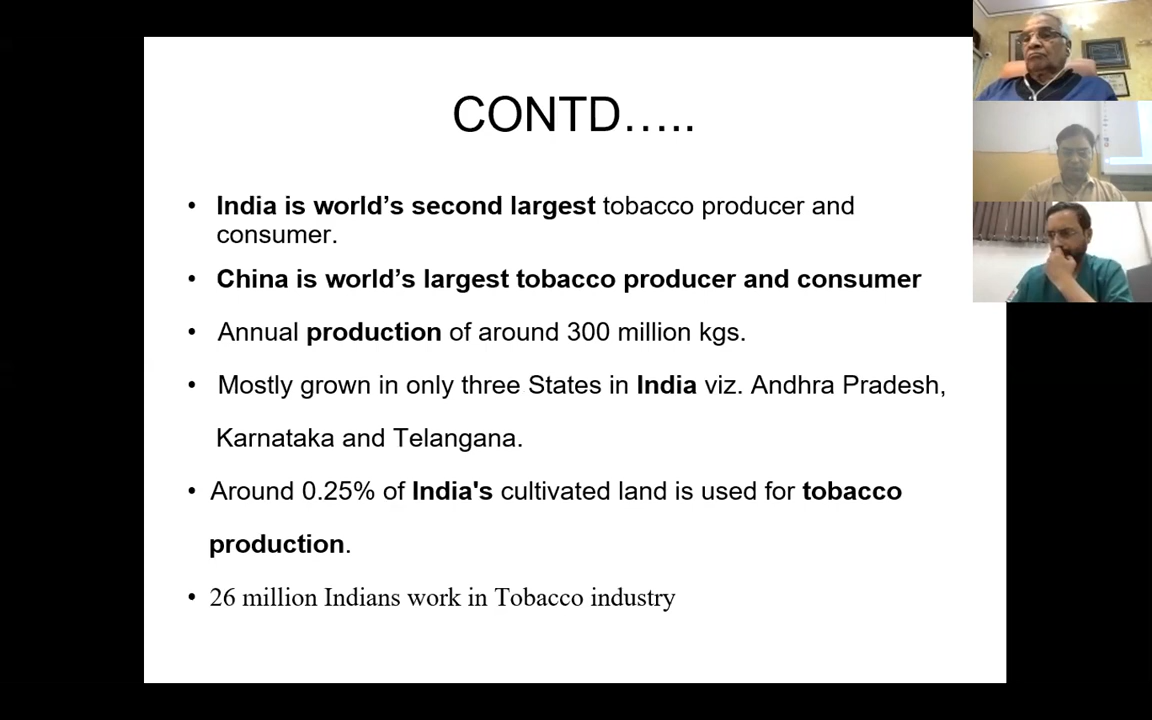 CONTD…..
• India is world’s second largest tobacco producer and
consumer.
• China is world’s largest tobacco producer and consumer
• Annual production of around 300 million kgs.
• Mostly grown in only three States in India viz. Andhra Pradesh,
Karnataka and Telangana.
• Around 0.25% of India's cultivated land is used for tobacco
production.
• 26 million Indians work in Tobacco industry